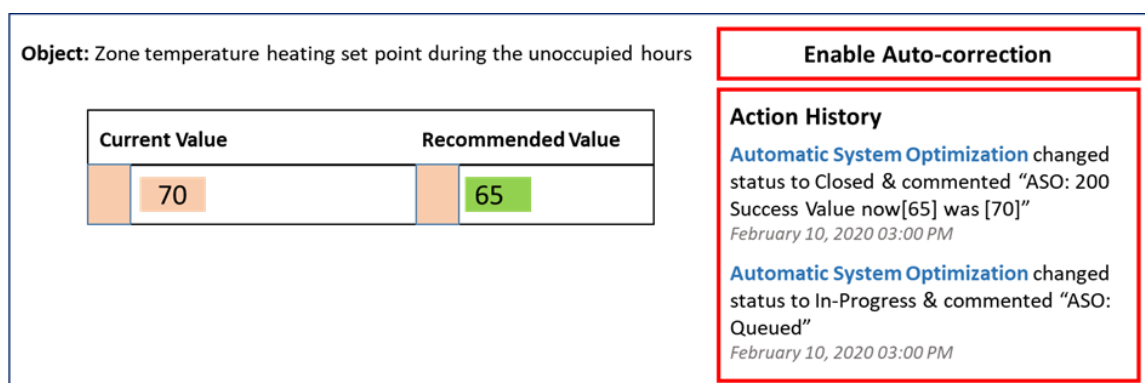 Object: Zone temperature heating set point during the unoccupied hours
Current Value
Recommended Value
70
65
Enable Auto-correction
Action History
Automatic System Optimization changed
status to Closed & commented “ASO: 200
Success Value now[65] was [70]”
February 10, 2020 03:00 PM
Automatic System Optimization changed
status to In-Progress & commented “ASO:
Queued”
February 10, 2020 03:00 PM